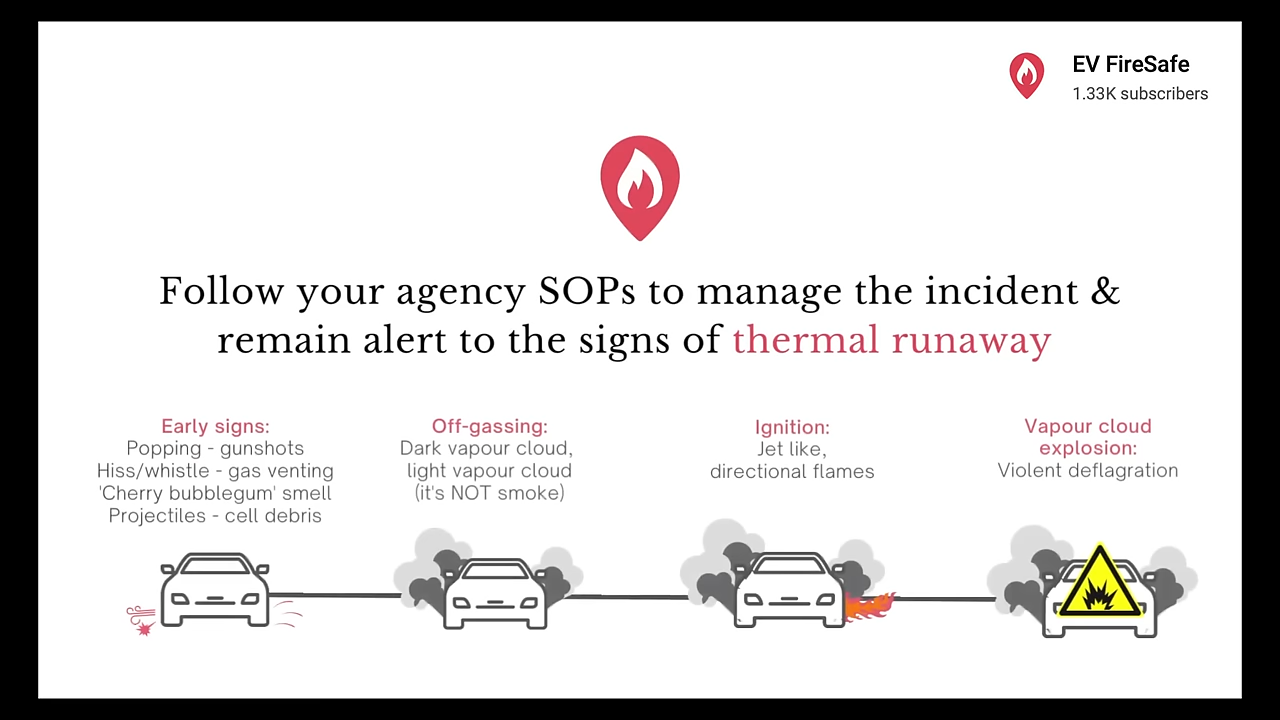 EV FireSafe
1.33K subscribers
Follow your agency SOPs to manage the incident &
remain alert to the signs of thermal runaway
Early signs:
Popping - gunshots
Hiss/whistle - gas venting
'Cherry bubblegum' smell
Projectiles - cell debris
Off-gassing:
Dark vapour cloud,
light vapour cloud
(it's NOT smoke)
Ignition:
Jet like,
directional flames
Vapour cloud
explosion:
Violent deflagration